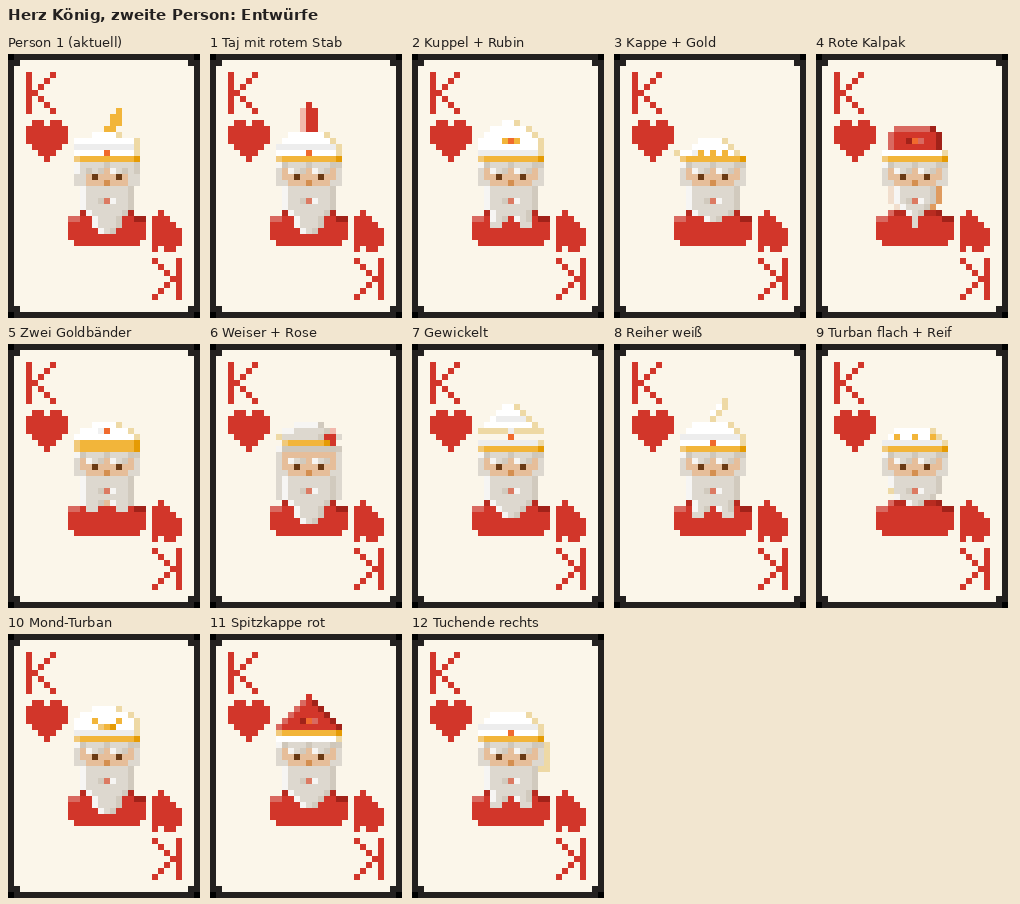 Herz König, zweite Person: Entwürfe
Person 1 (aktuell) 1 Taj mit rotem Stab 2 Kuppel + Rubin 3 Kappe + Gold 4 Rote Kalpak
K K K K K
K K K K K
5 Zwei Goldbänder 6 Weiser + Rose 7 Gewickelt 8 Reiher weiß 9 Turban flach + Reif
K K K K K
K K K K K
10 Mond-Turban 11 Spitzkappe rot 12 Tuchende rechts
K K K
K K K